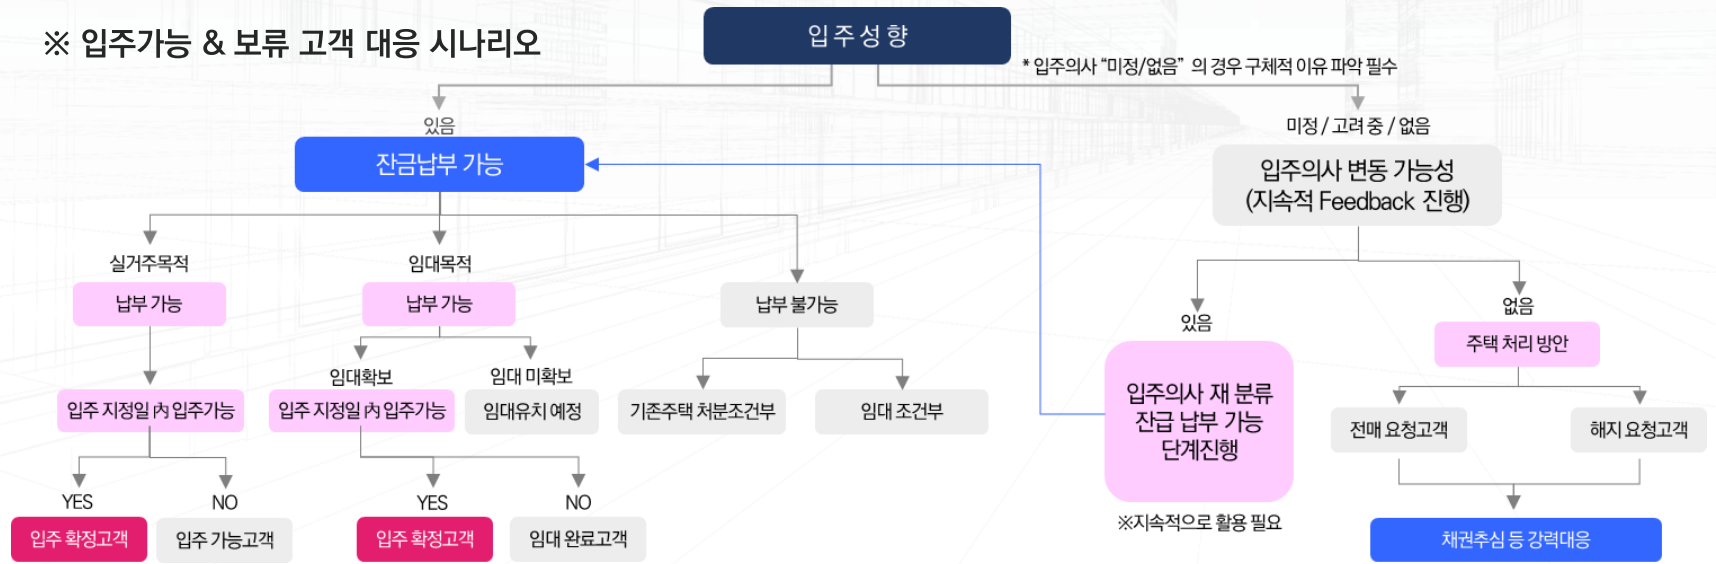 ※ 입주가능 & 보류 고객 대응 시나리오
입주성향
* 입주의사 “미정/없음” 의 경우 구체적 이유 파악 필수
있음
잔금납부 가능
실거주목적
납부 가능
입주 지정일 內 입주가능
YES
입주 확정고객
NO
입주 가능고객
임대목적
납부 가능
임대확보
입주 지정일 內 입주가능
YES
입주 확정고객
NO
임대 완료고객
임대 미확보
임대유치 예정
납부 불가능
기존주택 처분조건부
임대 조건부
미정 / 고려 중 / 없음
입주의사 변동 가능성
(지속적 Feedback 진행)
있음
입주의사 재 분류
잔급 납부 가능
단계진행
※지속적으로 활용 필요
없음
주택 처리 방안
전매 요청고객
해지 요청고객
채권추심 등 강력대응